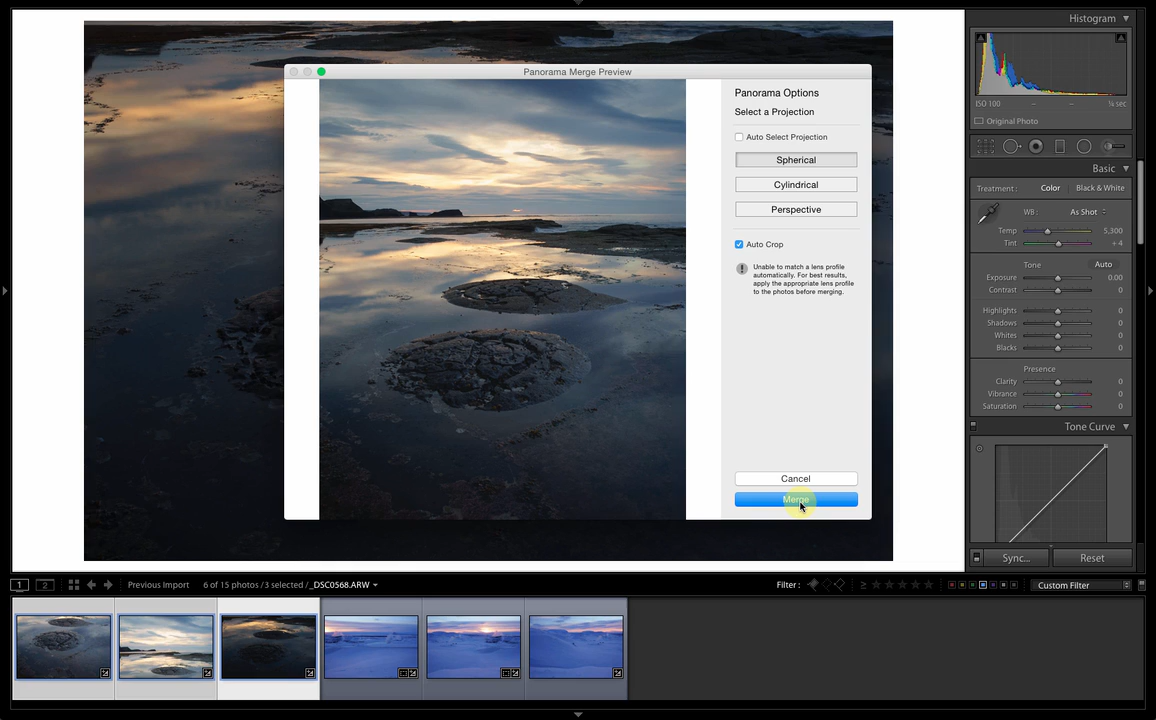 Histogram
ISO 100 – – ¼ sec
Original Photo
Panorama Merge Preview
Panorama Options
Select a Projection
Auto Select Projection
Spherical
Cylindrical
Perspective
Auto Crop
Unable to match a lens profile
automatically. For best results,
apply the appropriate lens profile
to the photos before merging.
Cancel
Merge
Basic
Treatment : Color Black & White
WB : As Shot
Temp 5,300
Tint + 4
Tone Auto
Exposure 0.00
Contrast 0
Highlights 0
Shadows 0
Whites 0
Blacks 0
Presence
Clarity 0
Vibrance 0
Saturation 0
Tone Curve
Sync... Reset
1 2 Previous Import 6 of 15 photos / 3 selected / _DSC0568.ARW Filter : ≥ Custom Filter